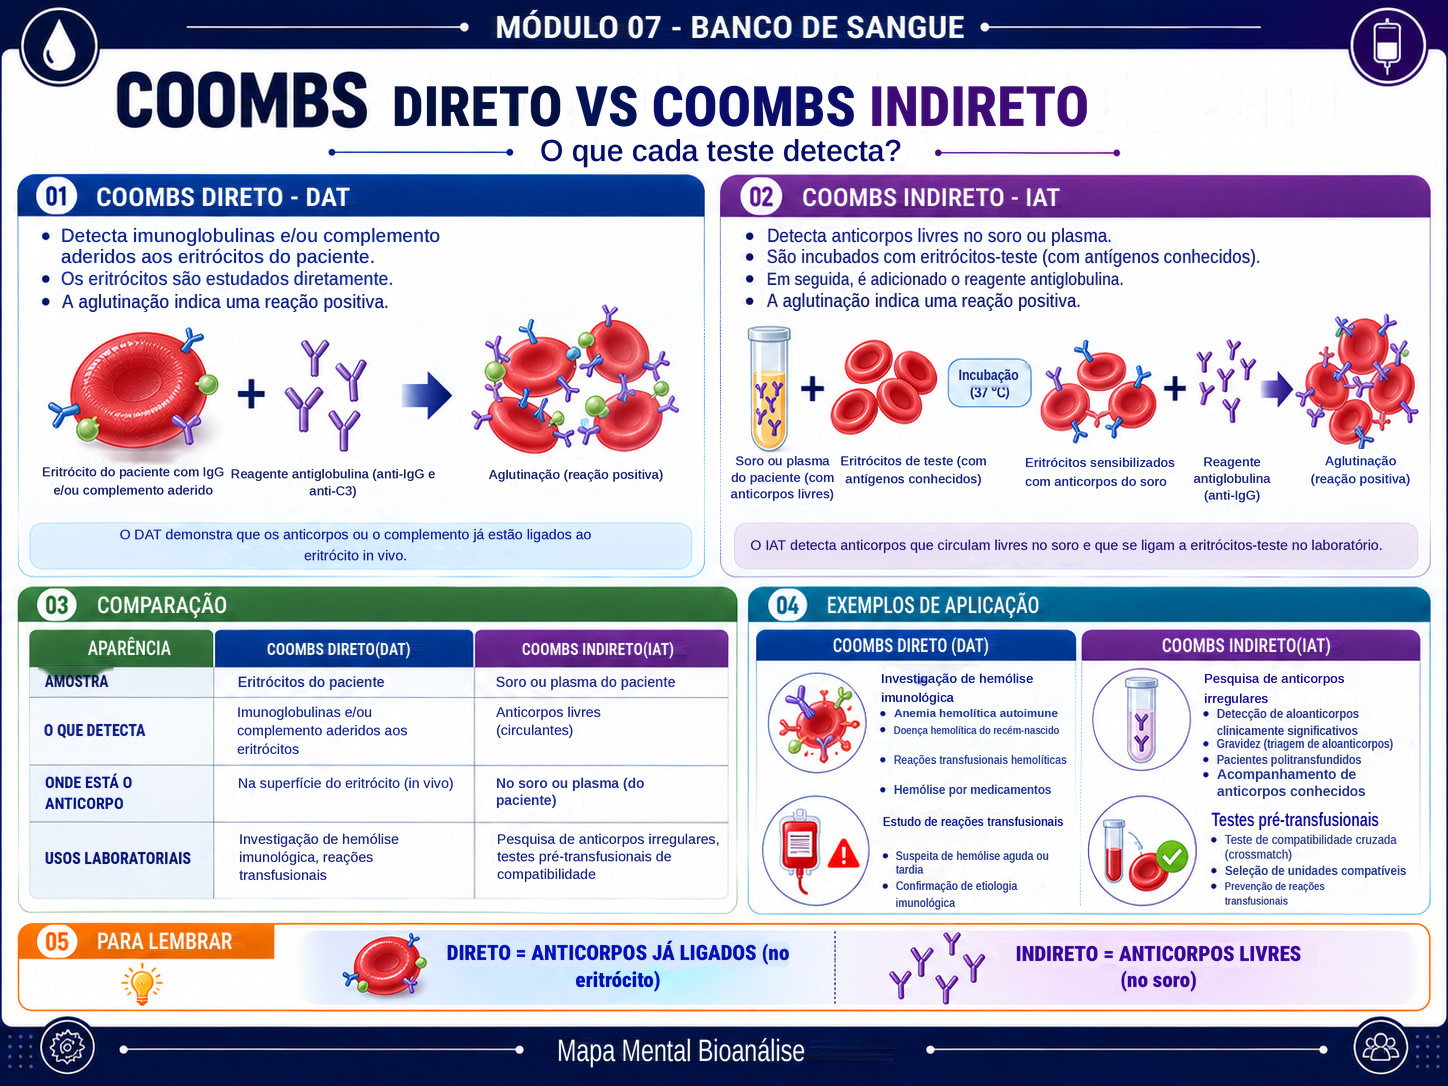 MÓDULO 07 - BANCO DE SANGUE
COOMBS DIRETO VS COOMBS INDIRETO
O que cada teste detecta?
01 COOMBS DIRETO - DAT
• Detecta imunoglobulinas e/ou complemento
aderidos aos eritrócitos do paciente.
• Os eritrócitos são estudados diretamente.
• A aglutinação indica uma reação positiva.
+
Eritrócito do paciente com IgG
e/ou complemento aderido
Reagente antiglobulina (anti-IgG e
anti-C3)
Aglutinação (reação positiva)
O DAT demonstra que os anticorpos ou o complemento já estão ligados ao
eritrócito in vivo.
02 COOMBS INDIRETO - IAT
• Detecta anticorpos livres no soro ou plasma.
• São incubados com eritrócitos-teste (com antígenos conhecidos).
• Em seguida, é adicionado o reagente antiglobulina.
• A aglutinação indica uma reação positiva.
+
Incubação
(37 °C)
+
Soro ou plasma
do paciente (com
anticorpos livres)
Eritrócitos de teste (com
antígenos conhecidos)
Eritrócitos sensibilizados
com anticorpos do soro
Reagente
antiglobulina
(anti-IgG)
Aglutinação
(reação positiva)
O IAT detecta anticorpos que circulam livres no soro e que se ligam a eritrócitos-teste no laboratório.
03 COMPARAÇÃO
APARÊNCIA
COOMBS DIRETO(DAT)
COOMBS INDIRETO(IAT)
AMOSTRA
Eritrócitos do paciente
Soro ou plasma do paciente
O QUE DETECTA
Imunoglobulinas e/ou
complemento aderidos aos
eritrócitos
Anticorpos livres
(circulantes)
ONDE ESTÁ O
ANTICORPO
Na superfície do eritrócito (in vivo)
No soro ou plasma (do
paciente)
USOS LABORATORIAIS
Investigação de hemólise
imunológica, reações
transfusionais
Pesquisa de anticorpos irregulares,
testes pré-transfusionais de
compatibilidade
04 EXEMPLOS DE APLICAÇÃO
COOMBS DIRETO (DAT)
Investigação de hemólise
imunológica
• Anemia hemolítica autoimune
• Doença hemolítica do recém-nascido
• Reações transfusionais hemolíticas
• Hemólise por medicamentos
Estudo de reações transfusionais
• Suspeita de hemólise aguda ou
tardia
• Confirmação de etiologia
imunológica
COOMBS INDIRETO(IAT)
Pesquisa de anticorpos
irregulares
• Detecção de aloanticorpos
clinicamente significativos
• Gravidez (triagem de aloanticorpos)
• Pacientes politransfundidos
• Acompanhamento de
anticorpos conhecidos
Testes pré-transfusionais
• Teste de compatibilidade cruzada
(crossmatch)
• Seleção de unidades compatíveis
• Prevenção de reações
transfusionais
05 PARA LEMBRAR
DIRETO = ANTICORPOS JÁ LIGADOS (no
eritrócito)
INDIRETO = ANTICORPOS LIVRES
(no soro)
Mapa Mental Bioanálise